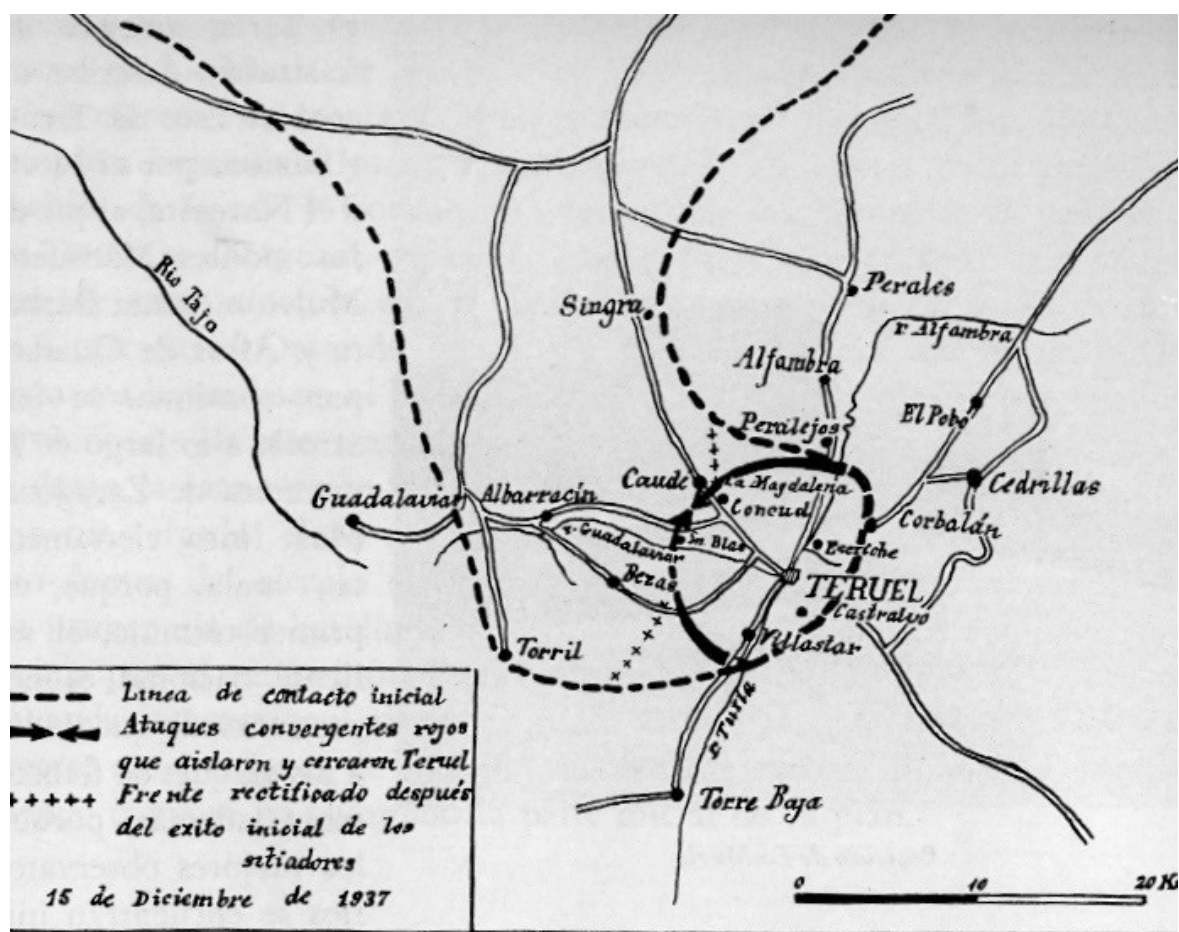 Rio Tajo
Singra
Perales
r. Alfambra
Alfambra
El Pobo
Peralejos
Cedrillas
Caude
La Magdalena
Guadalaviar
Albarracín
Concud
Corbalán
r. Guadalaviar
Sn Blas
Escriche
Bezas
TERUEL
Castralvo
Villastar
Torril
r. Turia
Torre Baja
Linea de contacto inicial
Ataques convergentes rojos
que aislaron y cercaron Teruel
Frente rectificado después
del exito inicial de los
sitiadores
15 de Diciembre de 1937
0 10 20 K